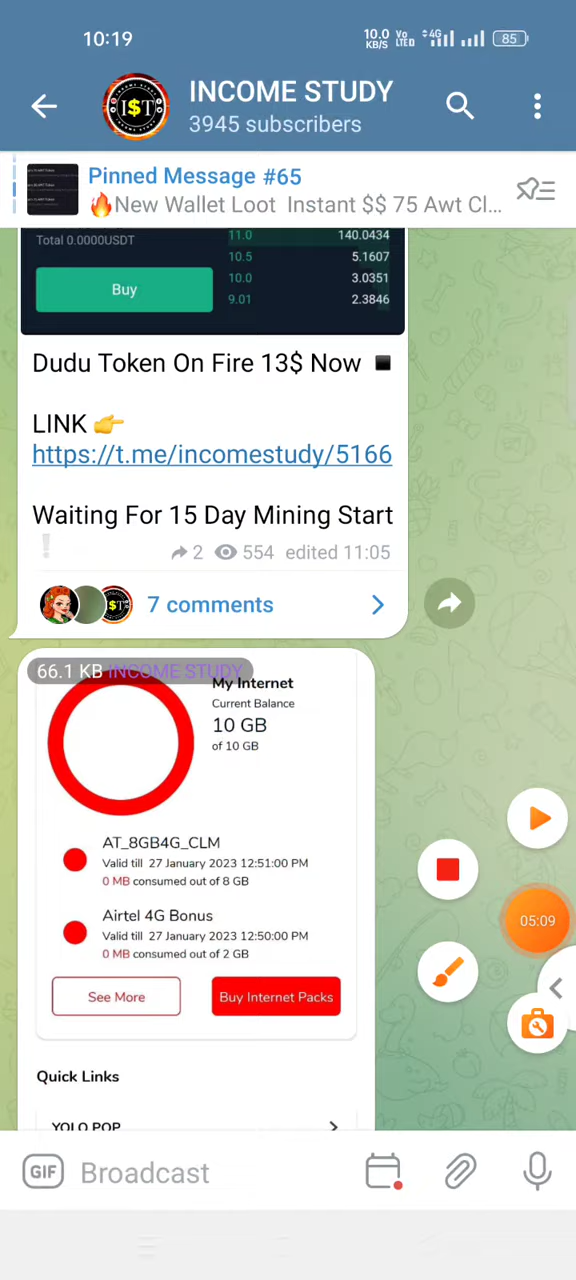 10:19
10.0 KB/S Vo LTED 4G 85
INCOME STUDY
3945 subscribers
Pinned Message #65
🔥New Wallet Loot Instant $$ 75 Awt Cl...
I$T
Total 0.0000USDT
Buy
11.0 140.0434
10.5 5.1607
10.0 3.0351
9.01 2.3846
Dudu Token On Fire 13$ Now ◾
LINK 👉
https://t.me/incomestudy/5166
Waiting For 15 Day Mining Start
❕ 2 554 edited 11:05
7 comments
66.1 KB INCOME STUDY
My Internet
Current Balance
10 GB
of 10 GB
AT_8GB4G_CLM
Valid till 27 January 2023 12:51:00 PM
0 MB consumed out of 8 GB
Airtel 4G Bonus
Valid till 27 January 2023 12:50:00 PM
0 MB consumed out of 2 GB
See More
Buy Internet Packs
05:09
Quick Links
YOLO POP
GIF Broadcast